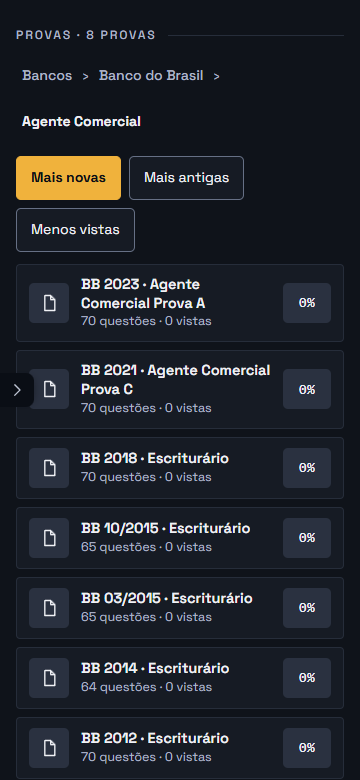 PROVAS · 8 PROVAS
Bancos > Banco do Brasil >
Agente Comercial
Mais novas
Mais antigas
Menos vistas
BB 2023 · Agente
Comercial Prova A
70 questões · 0 vistas
0%
BB 2021 · Agente Comercial
Prova C
70 questões · 0 vistas
0%
BB 2018 · Escriturário
70 questões · 0 vistas
0%
BB 10/2015 · Escriturário
65 questões · 0 vistas
0%
BB 03/2015 · Escriturário
65 questões · 0 vistas
0%
BB 2014 · Escriturário
64 questões · 0 vistas
0%
BB 2012 · Escriturário
70 questões · 0 vistas
0%